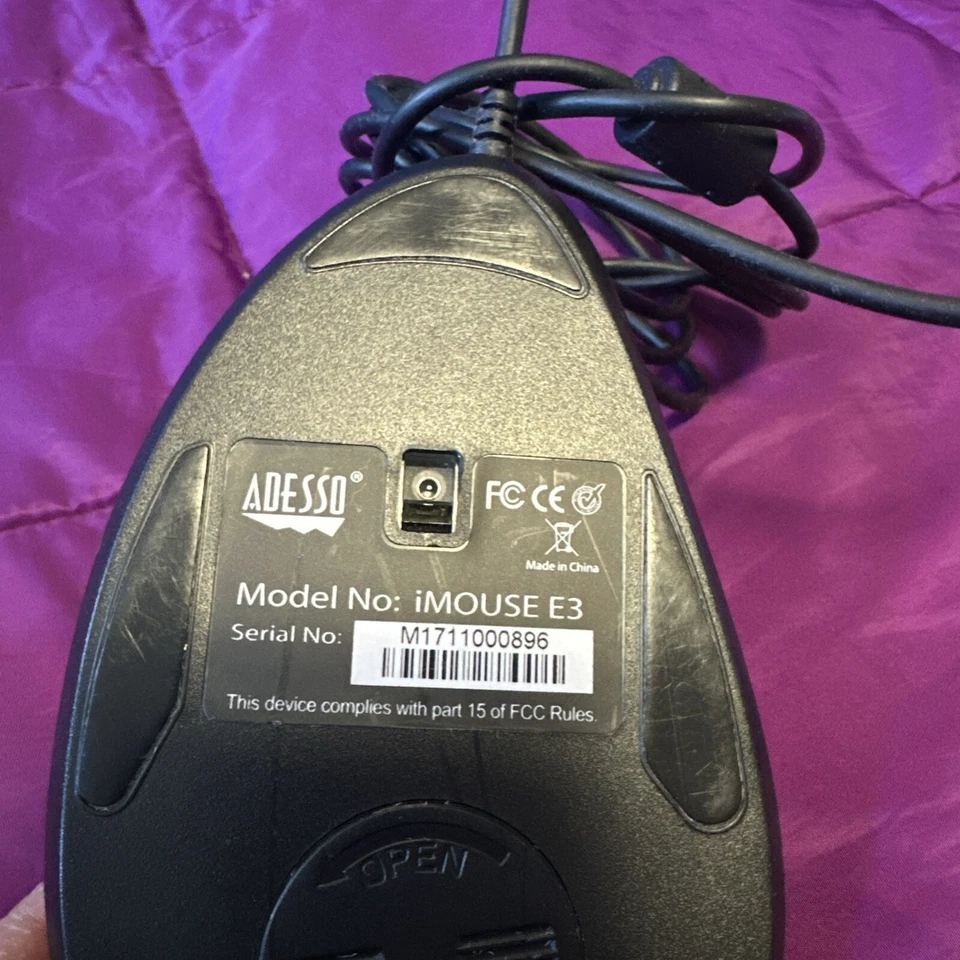 ADESSO®
FC CE
Made in China
Model No: iMOUSE E3
Serial No:
M1711000896
This device complies with part 15 of FCC Rules.
OPEN